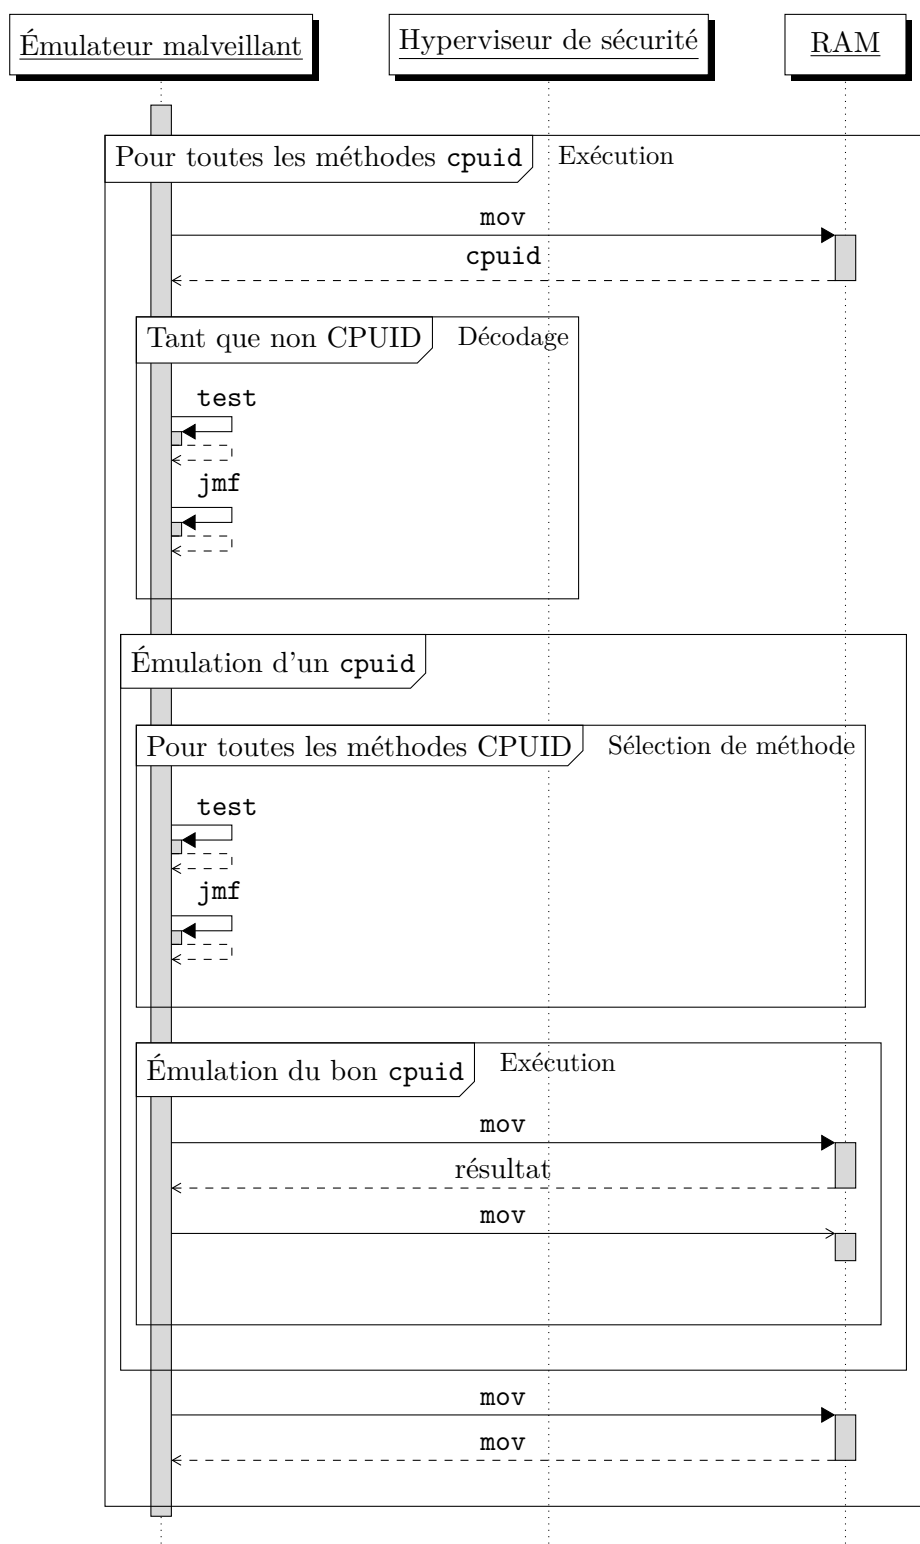 Émulateur malveillant
Hyperviseur de sécurité
RAM
Pour toutes les méthodes cpuid
Exécution
mov
cpuid
Tant que non CPUID
Décodage
test
jmf
Émulation d'un cpuid
Pour toutes les méthodes CPUID
Sélection de méthode
test
jmf
Émulation du bon cpuid
Exécution
mov
résultat
mov
mov
mov